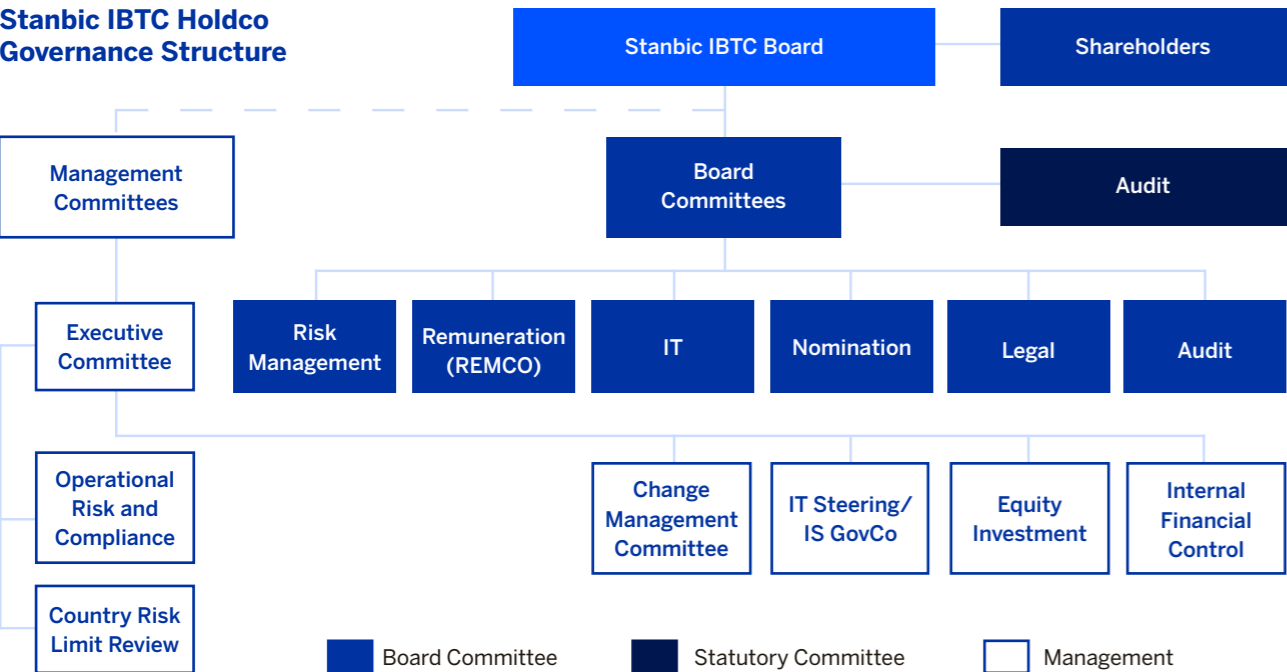 Stanbic IBTC Holdco
Governance Structure
Stanbic IBTC Board
Shareholders
Management
Committees
Board
Committees
Audit
Executive
Committee
Risk
Management
Remuneration
(REMCO)
IT
Nomination
Legal
Audit
Operational
Risk and
Compliance
Change
Management
Committee
IT Steering/
IS GovCo
Equity
Investment
Internal
Financial
Control
Country Risk
Limit Review
Board Committee
Statutory Committee
Management